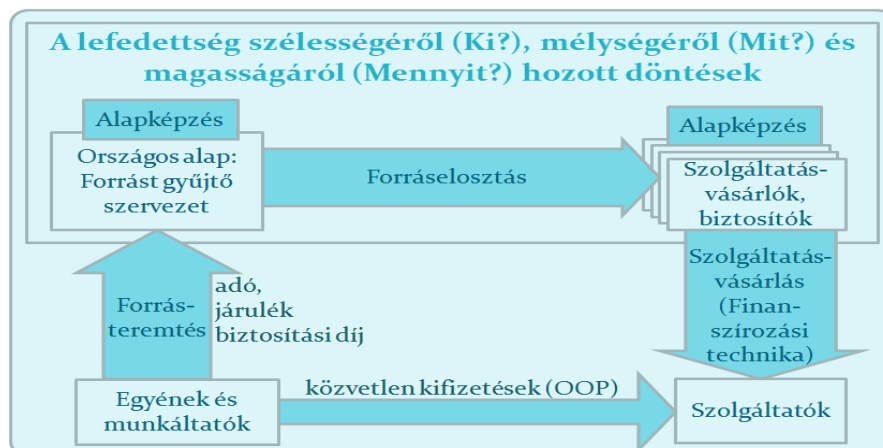 A lefedettség szélességéről (Ki?), mélységéről (Mit?) és
magasságáról (Mennyit?) hozott döntések
Alapképzés
Országos alap:
Forrást gyűjtő
szervezet
Forráselosztás
Alapképzés
Szolgáltatás-
vásárlók,
biztosítók
Forrás-
teremtés
adó,
járulék
biztosítási díj
Szolgáltatás-
vásárlás
(Finan-
szírozási
technika)
Egyének és
munkáltatók
közvetlen kifizetések (OOP)
Szolgáltatók